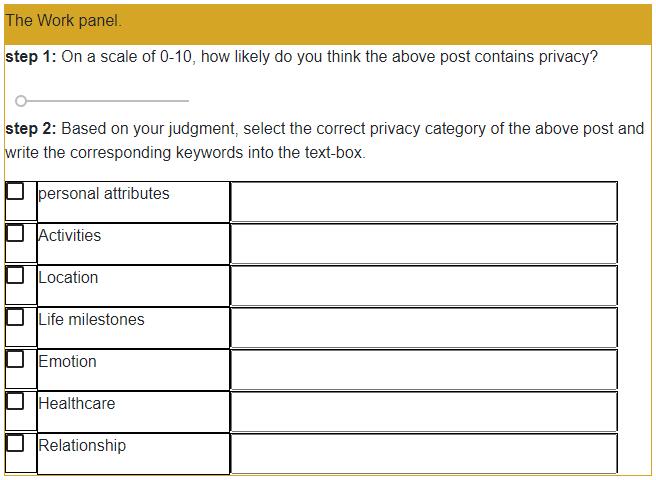 The Work panel.
step 1: On a scale of 0-10, how likely do you think the above post contains privacy?
step 2: Based on your judgment, select the correct privacy category of the above post and
write the corresponding keywords into the text-box.
personal attributes
Activities
Location
Life milestones
Emotion
Healthcare
Relationship